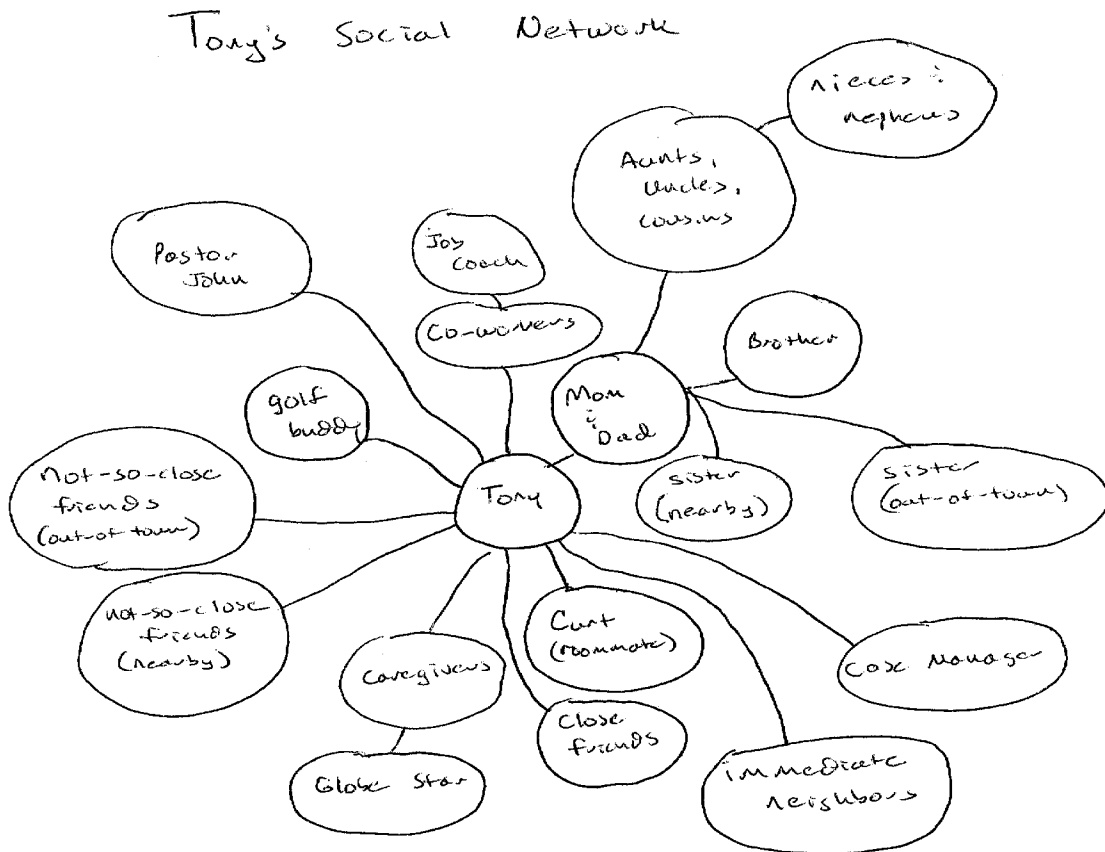 Tony's Social Network
nieces &
nephews
Aunts,
Uncles,
cousins
Pastor
John
Job
Coach
Co-workers
Brother
golf
buddy
Mom
&
Dad
not-so-close
friends
(out-of town)
Tony
sister
(nearby)
sister
(out-of-town)
not-so-close
friends
(nearby)
Curt
(roommate)
Caregivers
Case Manager
Close
friends
Globe Star
immediate
neighbors